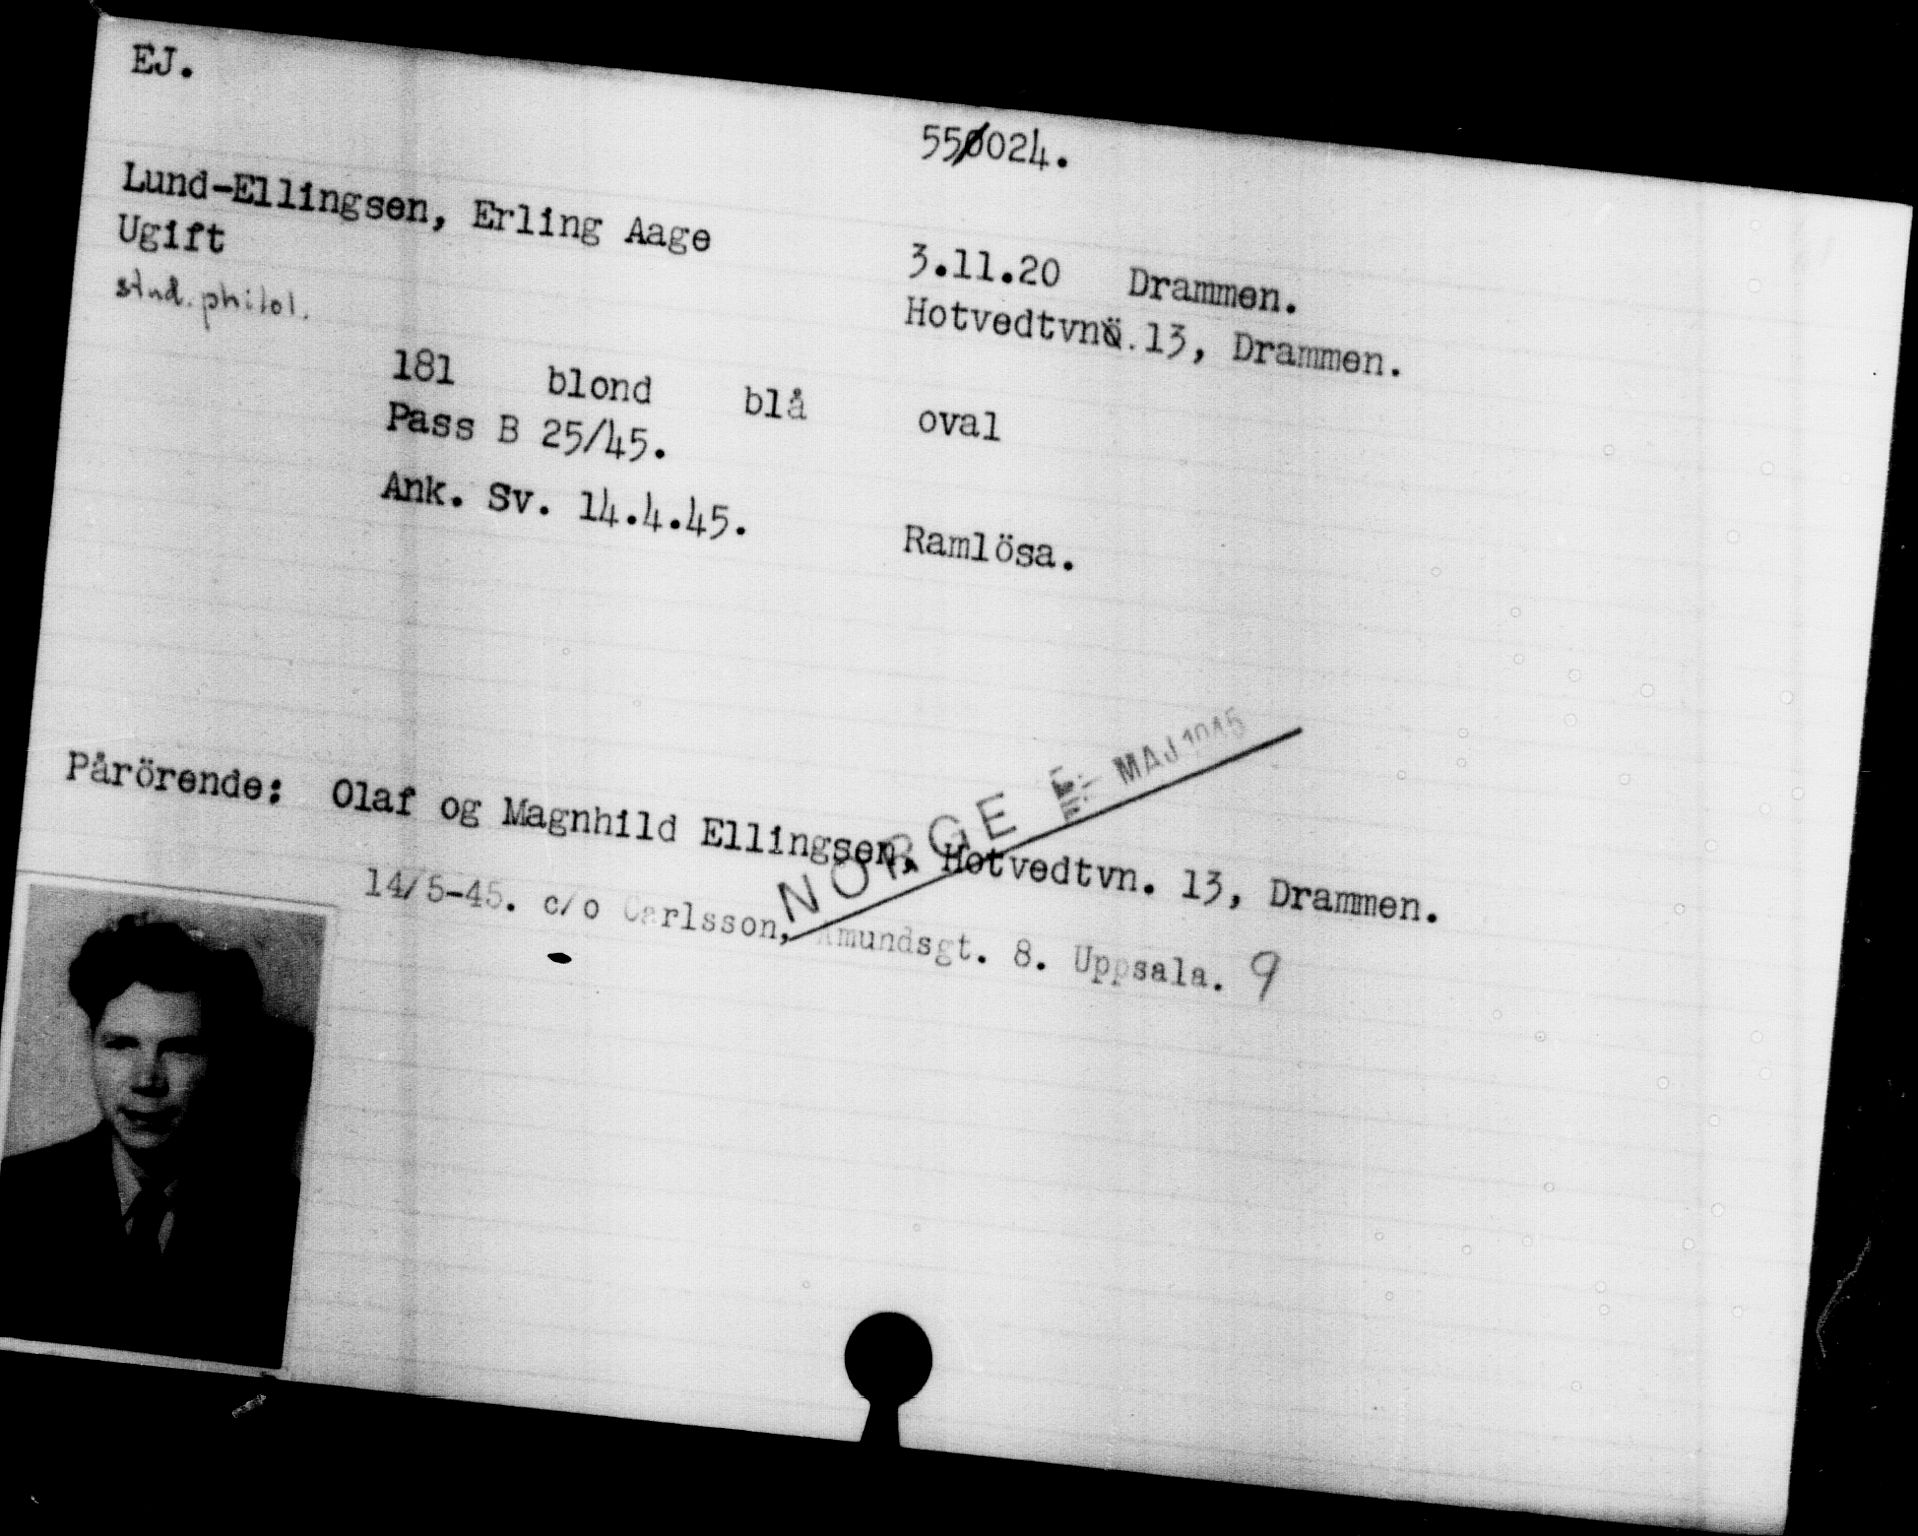 EJ.
550024.
Lund-Ellingsen, Erling Aage
3.11.20 Drammen.
Ugift
Hotvedtvn. 13, Drammen.
stud. philol.
181 blond blå oval
Pass B 25/45.
Ank. Sv. 14.4.45. Ramlösa.
NORGE MAJ 1945
Pårörende: Olaf og Magnhild Ellingsen, Hotvedtvn. 13, Drammen.
14/5-45. c/o Carlsson, Amundsgt. 8. Uppsala. 9